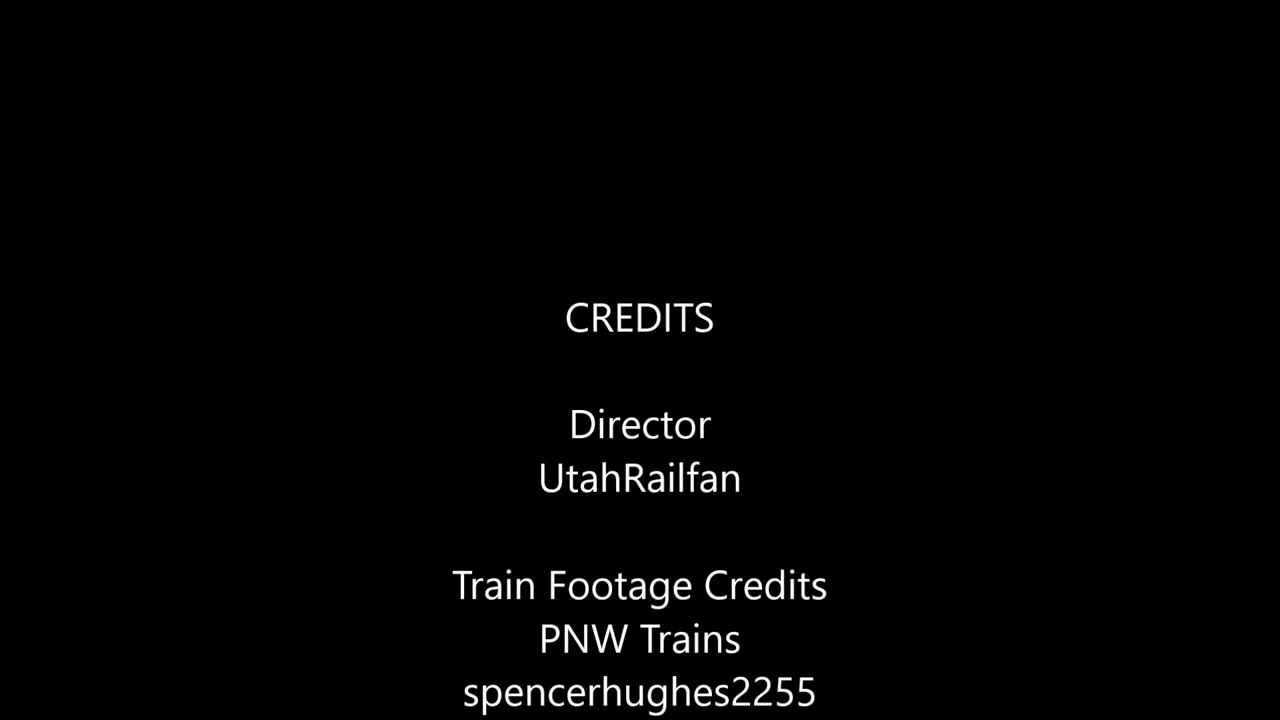 CREDITS
Director
UtahRailfan
Train Footage Credits
PNW Trains
spencerhughes2255